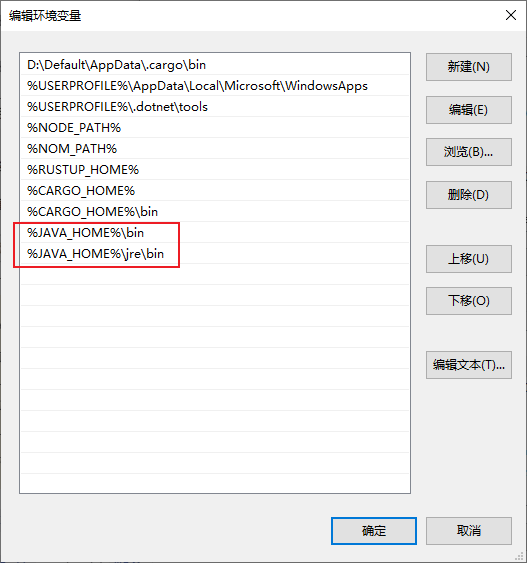 编辑环境变量
D:\Default\AppData\.cargo\bin
%USERPROFILE%\AppData\Local\Microsoft\WindowsApps
%USERPROFILE%\.dotnet\tools
%NODE_PATH%
%NOM_PATH%
%RUSTUP_HOME%
%CARGO_HOME%
%CARGO_HOME%\bin
%JAVA_HOME%\bin
%JAVA_HOME%\jre\bin
新建(N)
编辑(E)
浏览(B)...
删除(D)
上移(U)
下移(O)
编辑文本(T)...
确定
取消